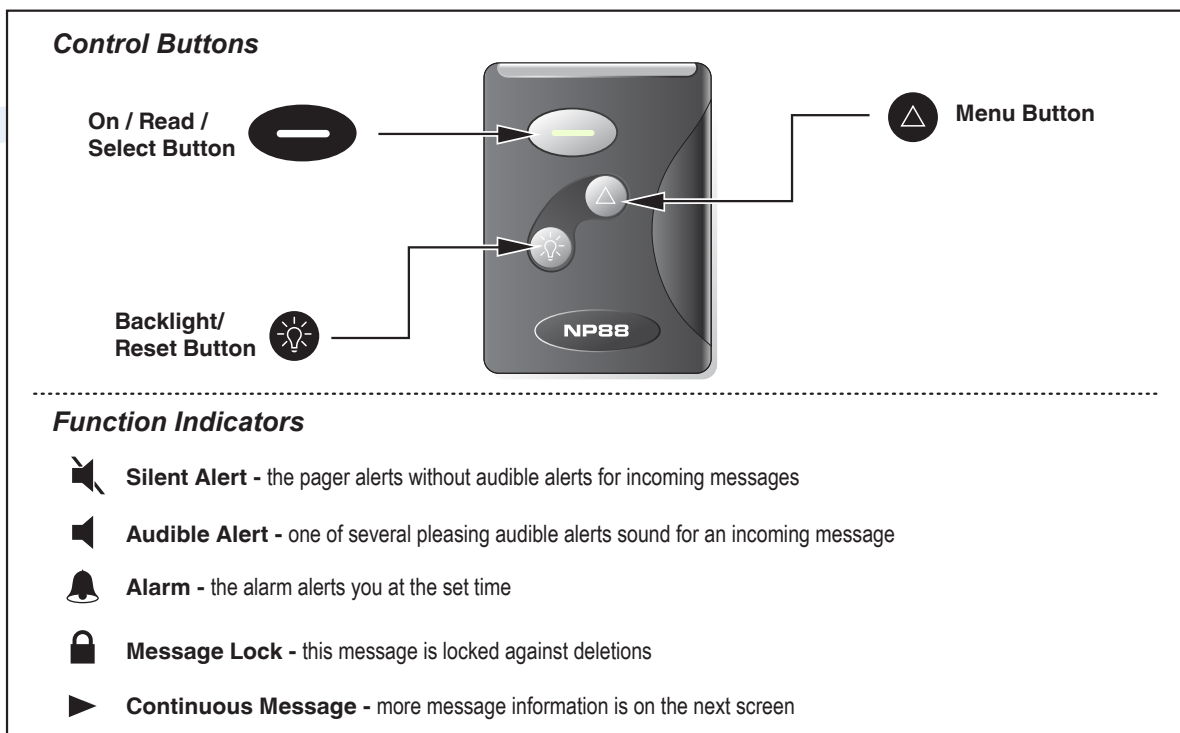 Control Buttons
On / Read /
Select Button
Menu Button
Backlight/
Reset Button
NP88
Function Indicators
Silent Alert - the pager alerts without audible alerts for incoming messages
Audible Alert - one of several pleasing audible alerts sound for an incoming message
Alarm - the alarm alerts you at the set time
Message Lock - this message is locked against deletions
Continuous Message - more message information is on the next screen